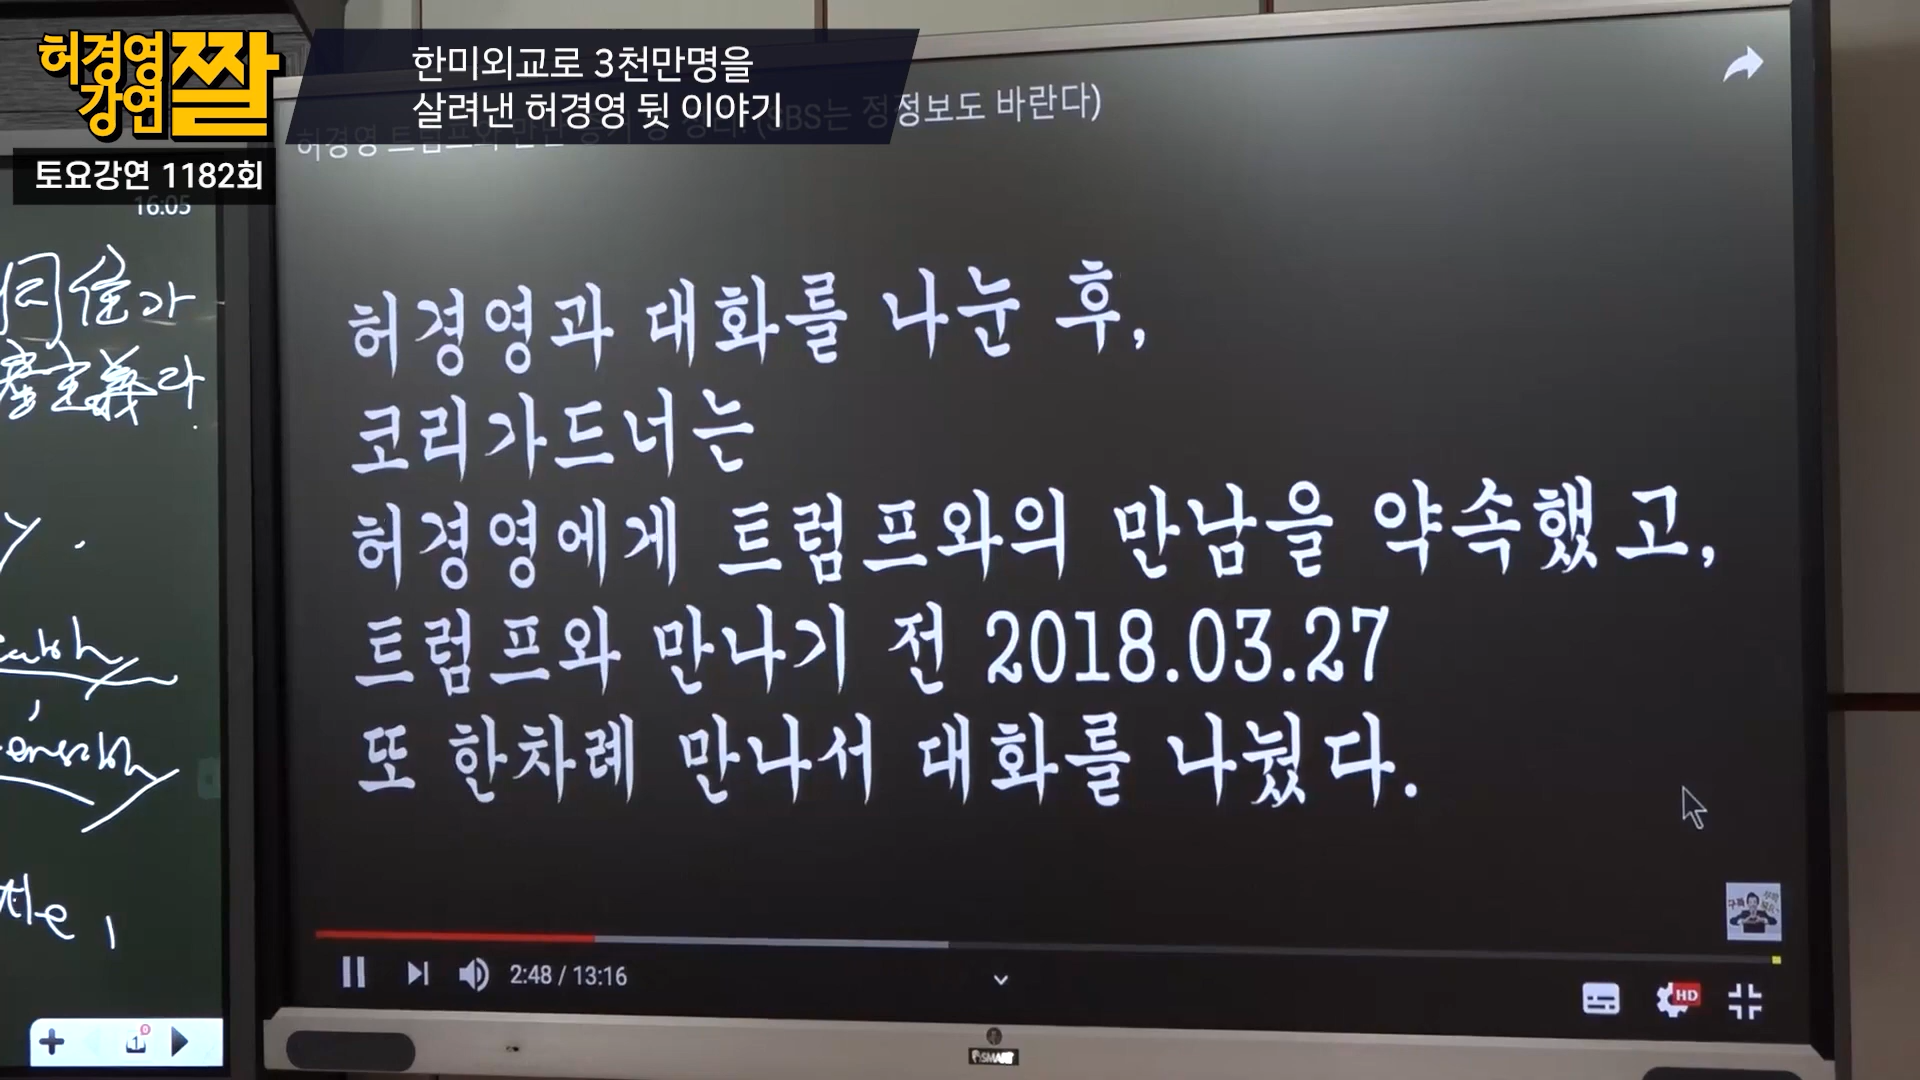 허경영
강연
짤
한미외교로 3천만명을
살려낸 허경영 뒷 이야기
토요강연 1182회
정정보도 바란다)
16:05
허경영과 대화를 나눈 후,
코리가드너는
허경영에게 트럼프와의 만남을 약속했고,
트럼프와 만나기 전 2018.03.27
또 한차례 만나서 대화를 나눴다.
2:48 / 13:16
HD
SMART